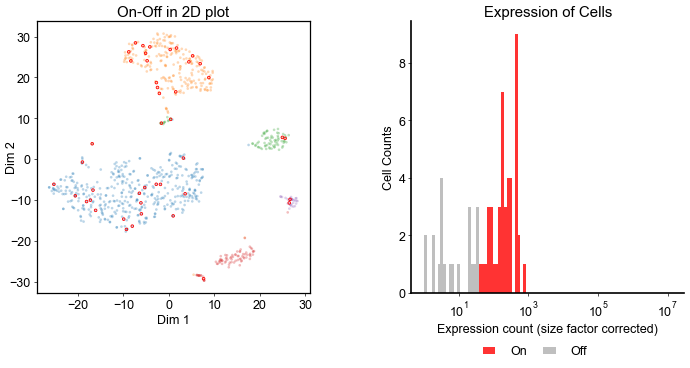 On-Off in 2D plot
30
20
10
0
−10
−20
−30
Dim 2
−20 −10 0 10 20 30
Dim 1
Expression of Cells
8
6
4
2
0
Cell Counts
10^1 10^3 10^5 10^7
Expression count (size factor corrected)
On Off